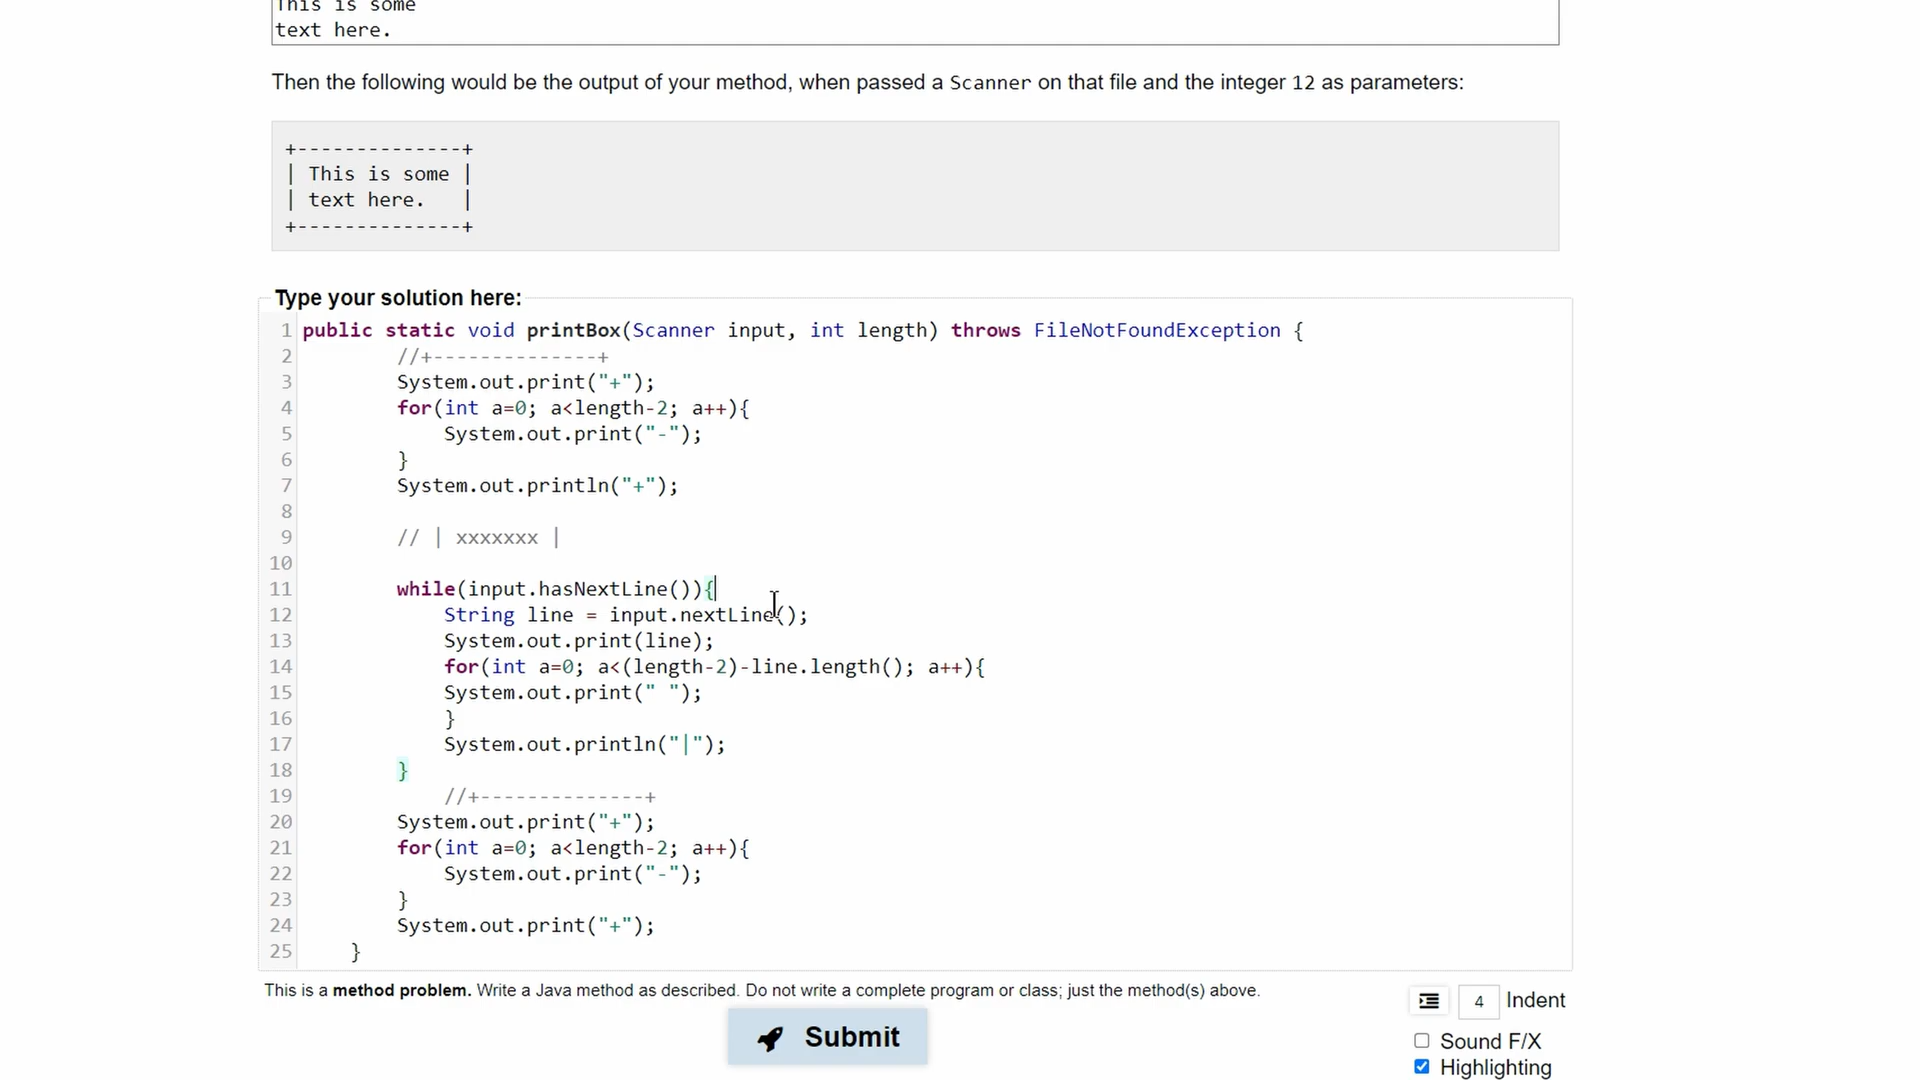 This is some
text here.
Then the following would be the output of your method, when passed a Scanner on that file and the integer 12 as parameters:
+--------------+
| This is some |
| text here.   |
+--------------+
Type your solution here:
1 public static void printBox(Scanner input, int length) throws FileNotFoundException {
2         //+--------------+
3         System.out.print("+");
4         for(int a=0; a<length-2; a++){
5             System.out.print("-");
6         }
7         System.out.println("+");
8
9         // | xxxxxxx |
10
11         while(input.hasNextLine()){
12             String line = input.nextLine();
13             System.out.print(line);
14             for(int a=0; a<(length-2)-line.length(); a++){
15             System.out.print(" ");
16             }
17             System.out.println("|");
18         }
19             //+--------------+
20         System.out.print("+");
21         for(int a=0; a<length-2; a++){
22             System.out.print("-");
23         }
24         System.out.print("+");
25     }
This is a method problem. Write a Java method as described. Do not write a complete program or class; just the method(s) above.
4 Indent
Submit
Sound F/X
Highlighting